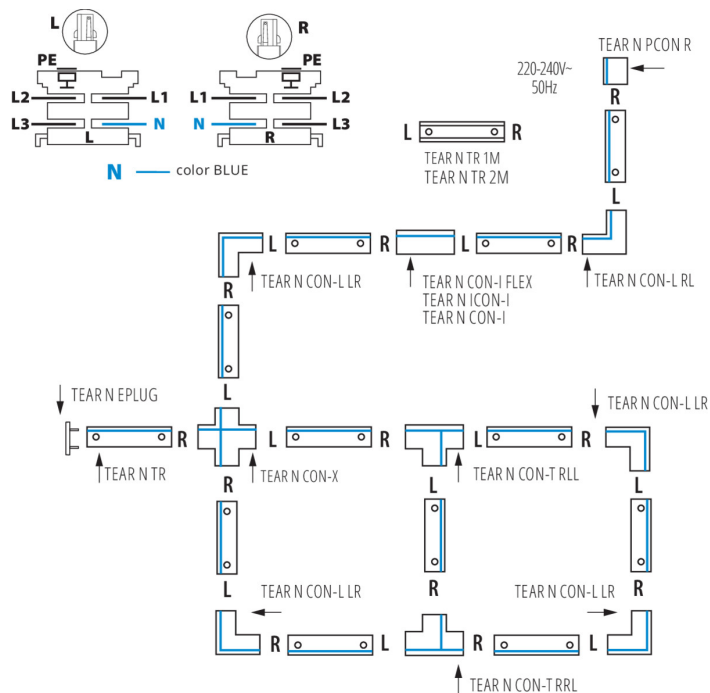 L
R
PE
PE
L2
L1
L1
L2
L3
N
N
L3
L
R
N
color BLUE
TEAR N PCON R
220-240V~
50Hz
R
L
R
TEAR N TR 1M
TEAR N TR 2M
L
L
R
L
R
TEAR N CON-L LR
TEAR N CON-I FLEX
TEAR N ICON-I
TEAR N CON-I
TEAR N CON-L RL
R
L
TEAR N EPLUG
TEAR N CON-L LR
R
L
R
L
R
TEAR N TR
TEAR N CON-X
TEAR N CON-T RLL
R
L
L
L
R
R
TEAR N CON-L LR
TEAR N CON-L LR
R
L
R
L
TEAR N CON-T RRL